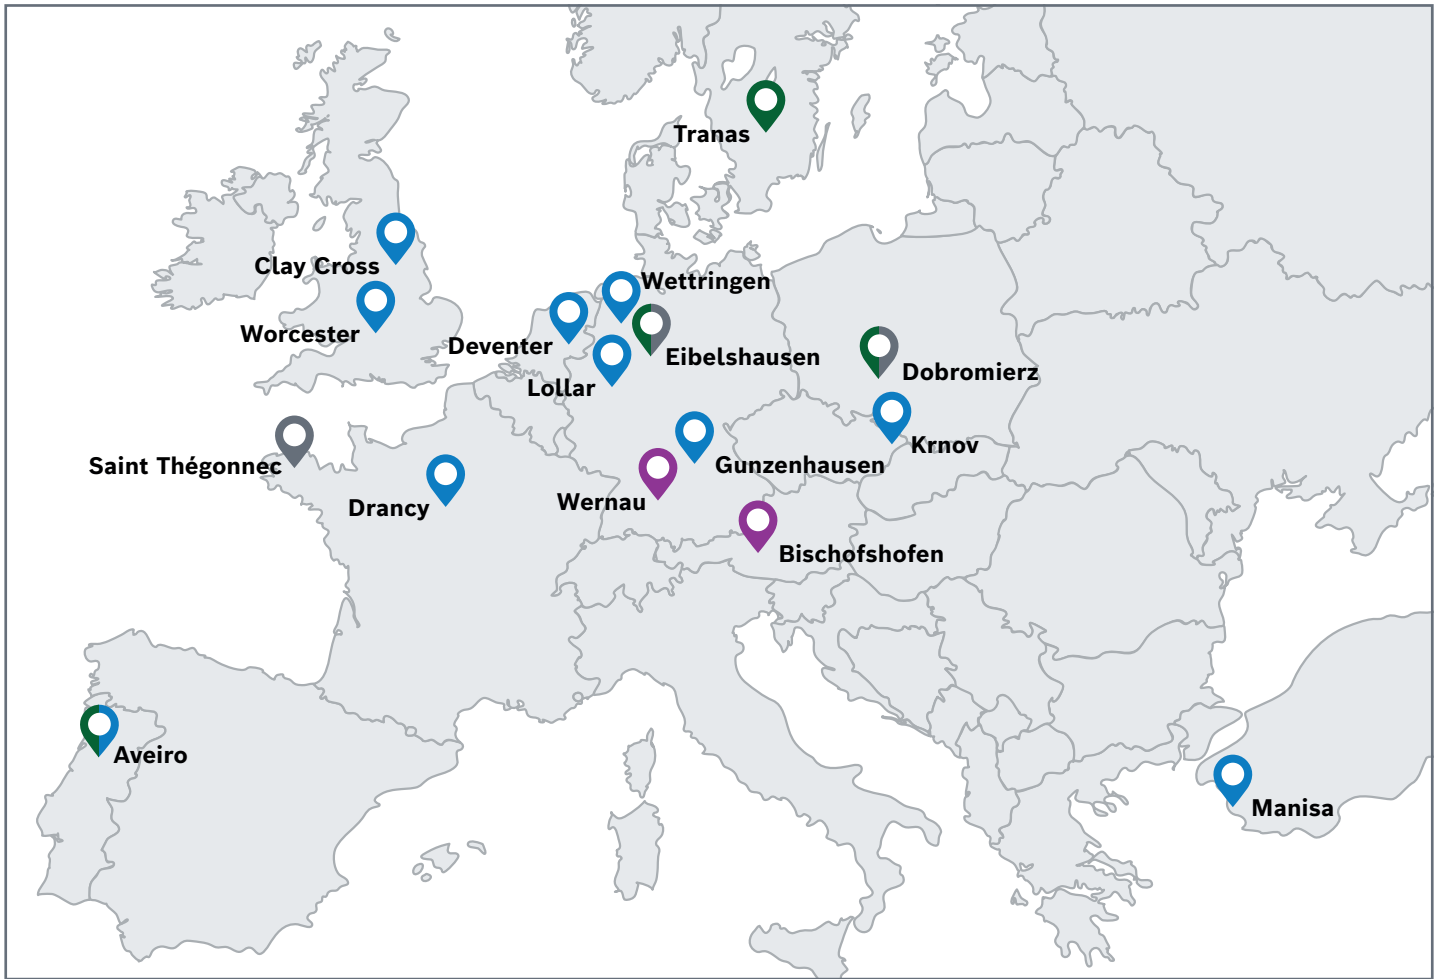 Tranas
Clay Cross
Wettringen
Worcester
Deventer
Eibelshausen
Dobromierz
Lollar
Krnov
Saint Thégonnec
Gunzenhausen
Wernau
Drancy
Bischofshofen
Aveiro
Manisa